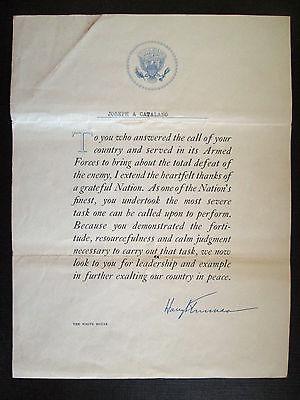 JOSEPH A CATALANO
To you who answered the call of your
country and served in its Armed
Forces to bring about the total defeat of
the enemy, I extend the heartfelt thanks of
a grateful Nation. As one of the Nation's
finest, you undertook the most severe
task one can be called upon to perform.
Because you demonstrated the forti-
tude, resourcefulness and calm judgment
necessary to carry out that task, we now
look to you for leadership and example
in further exalting our country in peace.
Harry Truman
THE WHITE HOUSE